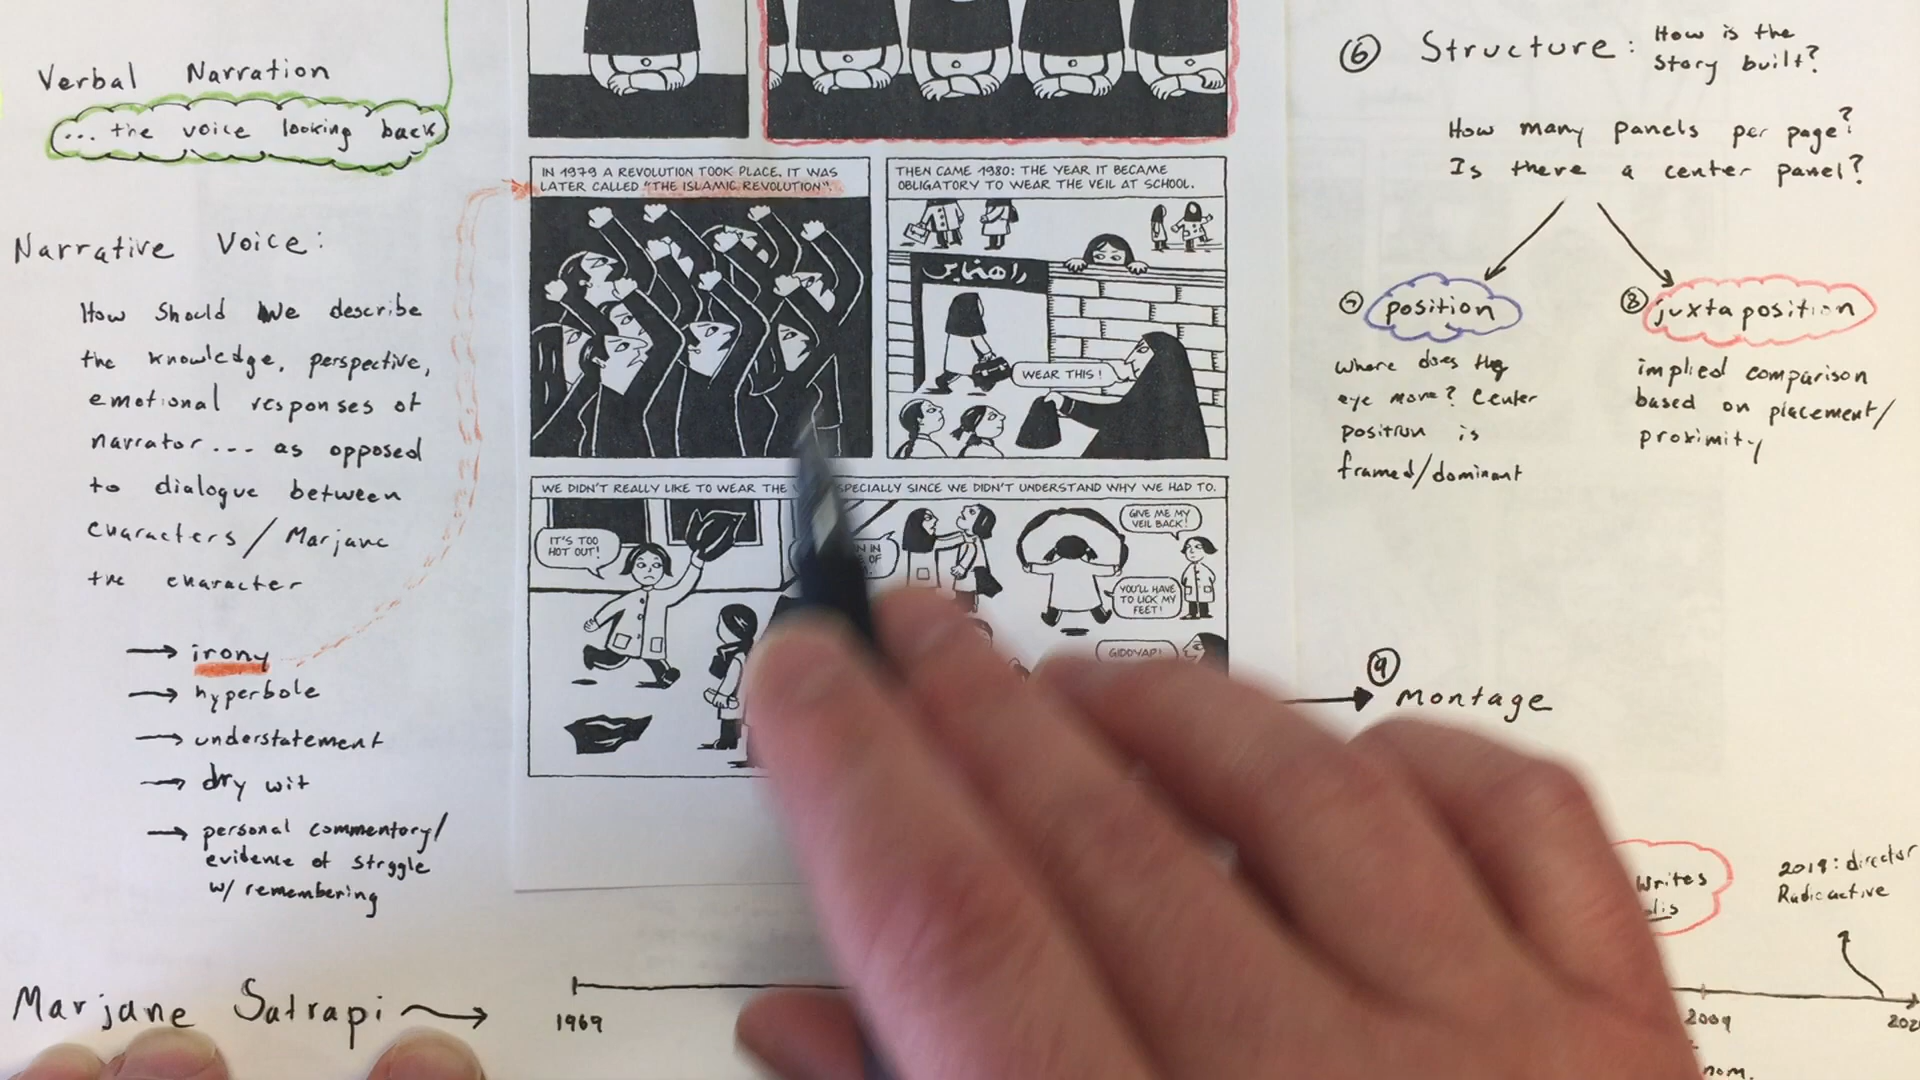 Verbal Narration
... the voice looking back
Narrative Voice:
How should we describe
the knowledge, perspective,
emotional responses of
narrator... as opposed
to dialogue between
characters / Marjane
the character
→ irony
→ hyperbole
→ understatement
→ dry wit
→ personal commentory/
evidence of strggle
w/ remembering
Marjane Satrapi →
1969
IN 1979 A REVOLUTION TOOK PLACE. IT WAS
LATER CALLED "THE ISLAMIC REVOLUTION".
THEN CAME 1980: THE YEAR IT BECAME
OBLIGATORY TO WEAR THE VEIL AT SCHOOL.
راهنمایی
WEAR THIS!
WE DIDN'T REALLY LIKE TO WEAR THE ESPECIALLY SINCE WE DIDN'T UNDERSTAND WHY WE HAD TO.
IT'S TOO
HOT OUT!
IN
OF
GIVE ME MY
VEIL BACK!
YOU'LL HAVE
TO LICK MY
FEET!
GIDDYAP!
⑥ Structure: How is the
story built?
How many panels per page?
Is there a center panel?
⑦ position
where does the
eye move? Center
position is
framed/dominant
⑧ juxtaposition
implied comparison
based on placement/
proximity
⑨ montage
writes
2019: director
Radioactive
2009
nom.